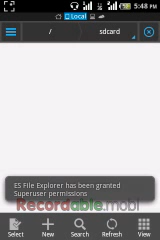 5:48 PM
Local
/
sdcard
ES File Explorer has been granted
Superuser permissions
Recordable.mobi
Select
New
Search
Refresh
View